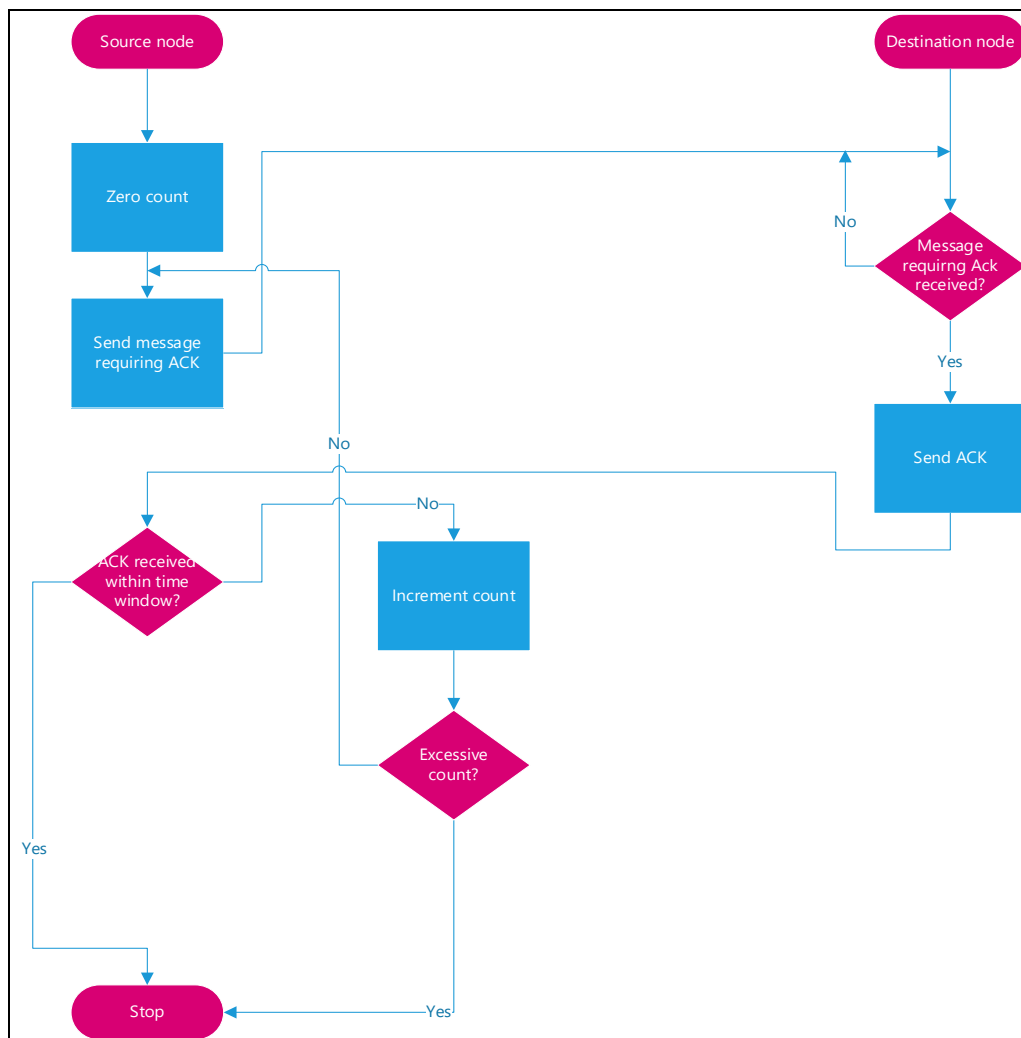 Source node
Destination node
Zero count
No
Message
requirng Ack
received?
Send message
requiring ACK
Yes
No
Send ACK
No
ACK received
within time
window?
Increment count
Excessive
count?
Yes
Stop
Yes